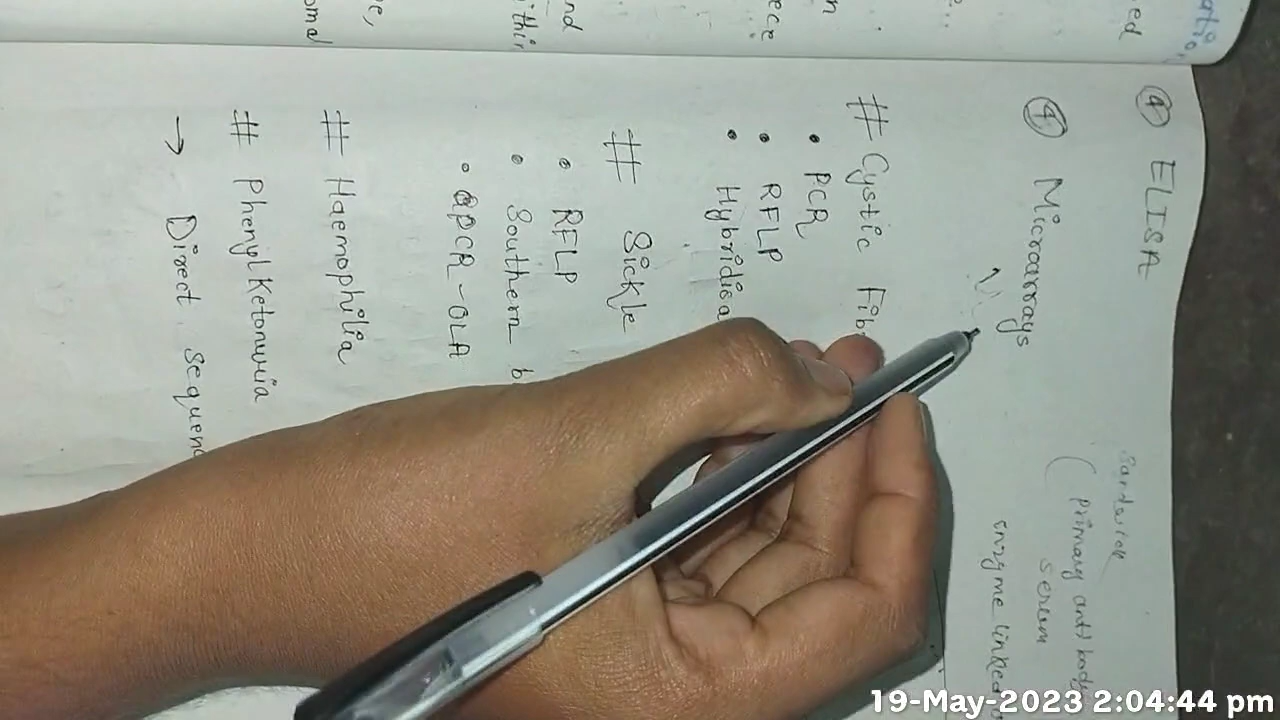 ④ ELISA
Sandwich
( primary antibody
serum
④ Microarrays
enzyme linked
# Cystic Fib
• PCR
• RFLP
• Hybridisa
# Sickle
• RFLP
• Southern b
• PCR-OLA
# Haemophilia
# Phenylketonuria
→ Direct sequenc
19-May-2023 2:04:44 pm